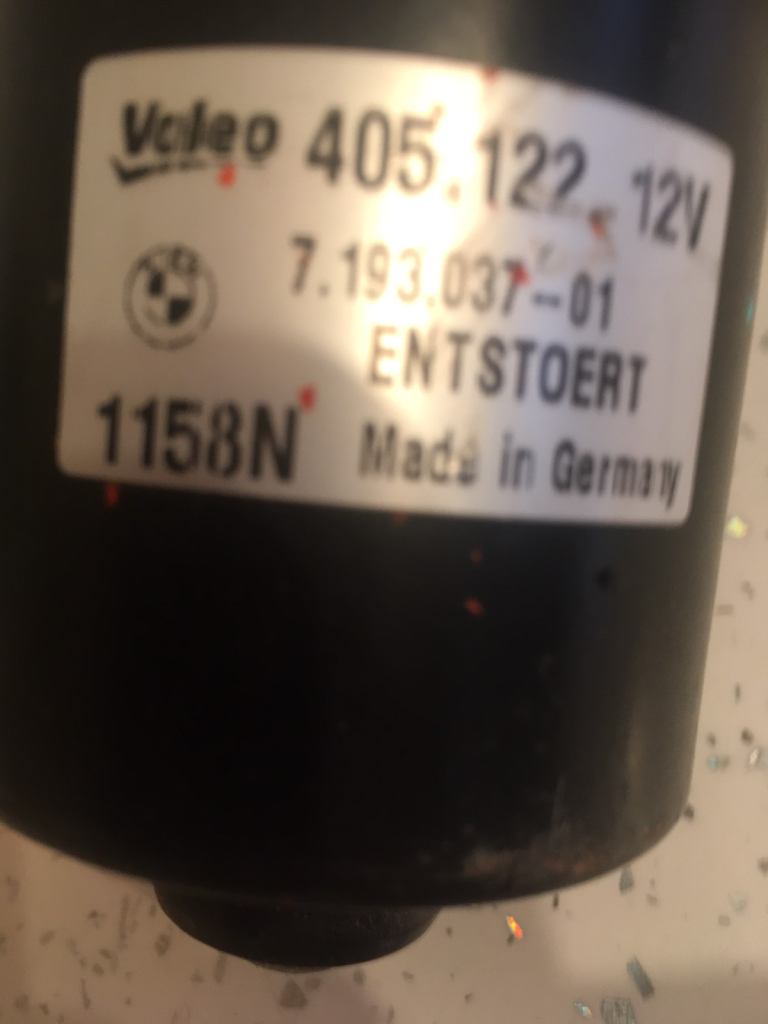 Valeo 405.122 12V
7.193.037-01
ENTSTOERT
1158N Made in Germany